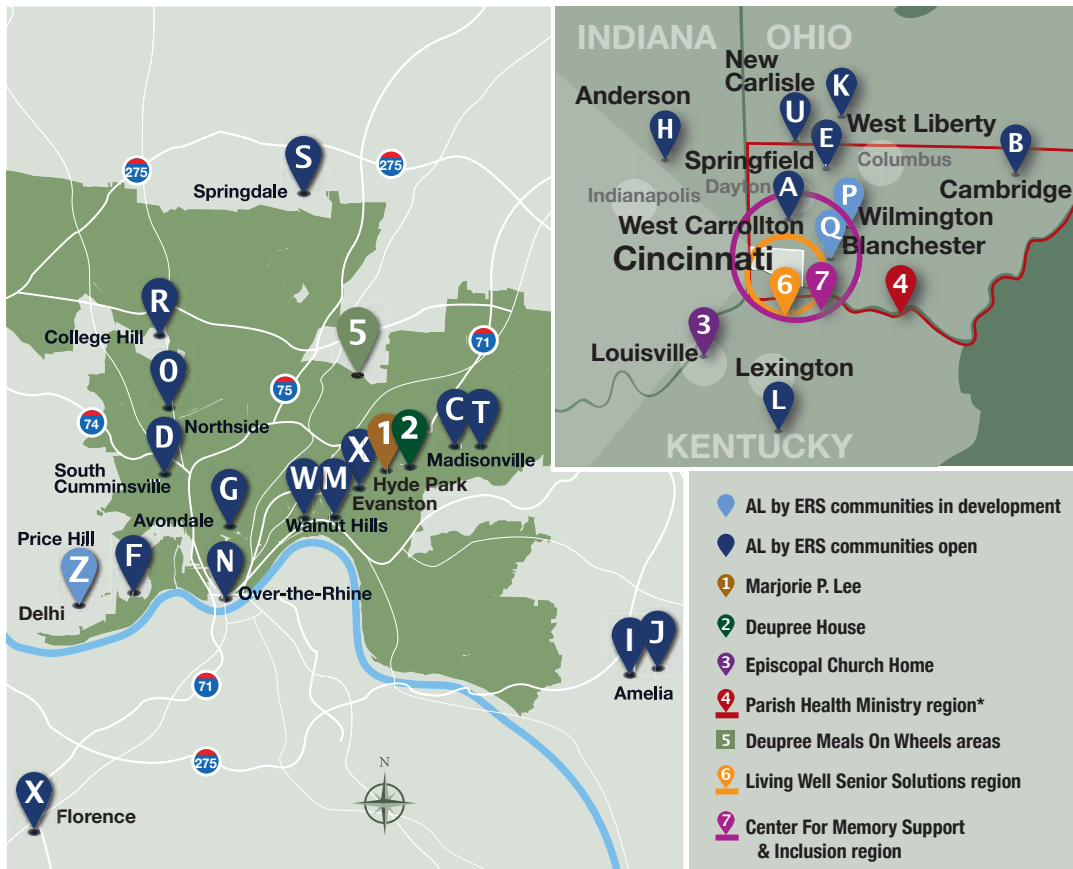 S
275
275
Springdale
R
College Hill
5
71
O
75
Northside
74
D
South
Cumminsville
C
T
1
2
X
Madisonville
Hyde Park
Evanston
W
M
Walnut Hills
G
Avondale
Price Hill
Z
F
N
Over-the-Rhine
Delhi
I
J
Amelia
71
275
N
X
Florence
INDIANA
OHIO
New
Carlisle
K
Anderson
U
H
E
West Liberty
B
Springfield
Columbus
Cambridge
Indianapolis
Dayton
A
P
West Carrollton
Wilmington
Q
Blanchester
Cincinnati
6
7
4
3
Louisville
Lexington
L
KENTUCKY
AL by ERS communities in development
AL by ERS communities open
1 Marjorie P. Lee
2 Deupree House
3 Episcopal Church Home
4 Parish Health Ministry region*
5 Deupree Meals On Wheels areas
6 Living Well Senior Solutions region
7 Center For Memory Support
& Inclusion region